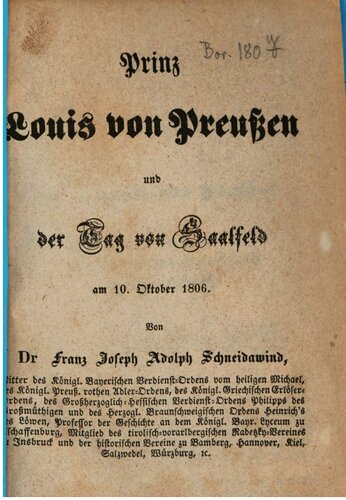 Bor. 180
Prinz
Louis von Preußen
und
der Tag von Saalfeld
am 10. Oktober 1806.
Von
Dr Franz Joseph Adolph Schneidawind,
Ritter des Königl. Bayerischen Verdienst-Ordens vom heiligen Michael,
des Königl. Preuß. rothen Adler-Ordens, des Königl. Griechischen Erlöser-
Ordens, des Großherzoglich-Hessischen Verdienst-Ordens Philipps des
Großmüthigen und des Herzogl. Braunschweigischen Ordens Heinrich's
des Löwen, Professor der Geschichte an dem Königl. Bayr. Lyceum zu
Aschaffenburg, Mitglied des tirolisch-vorarlbergischen Radetzky-Vereines
in Insbruck und der historischen Vereine zu Bamberg, Hannover, Kiel,
Salzwedel, Würzburg, ꝛc.